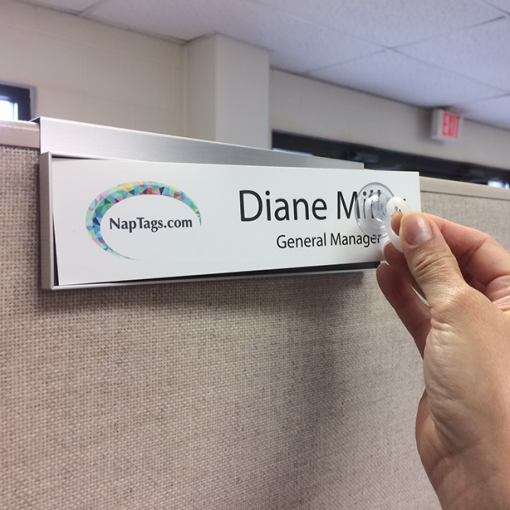 NapTags.com
Diane
General Manager
EXIT